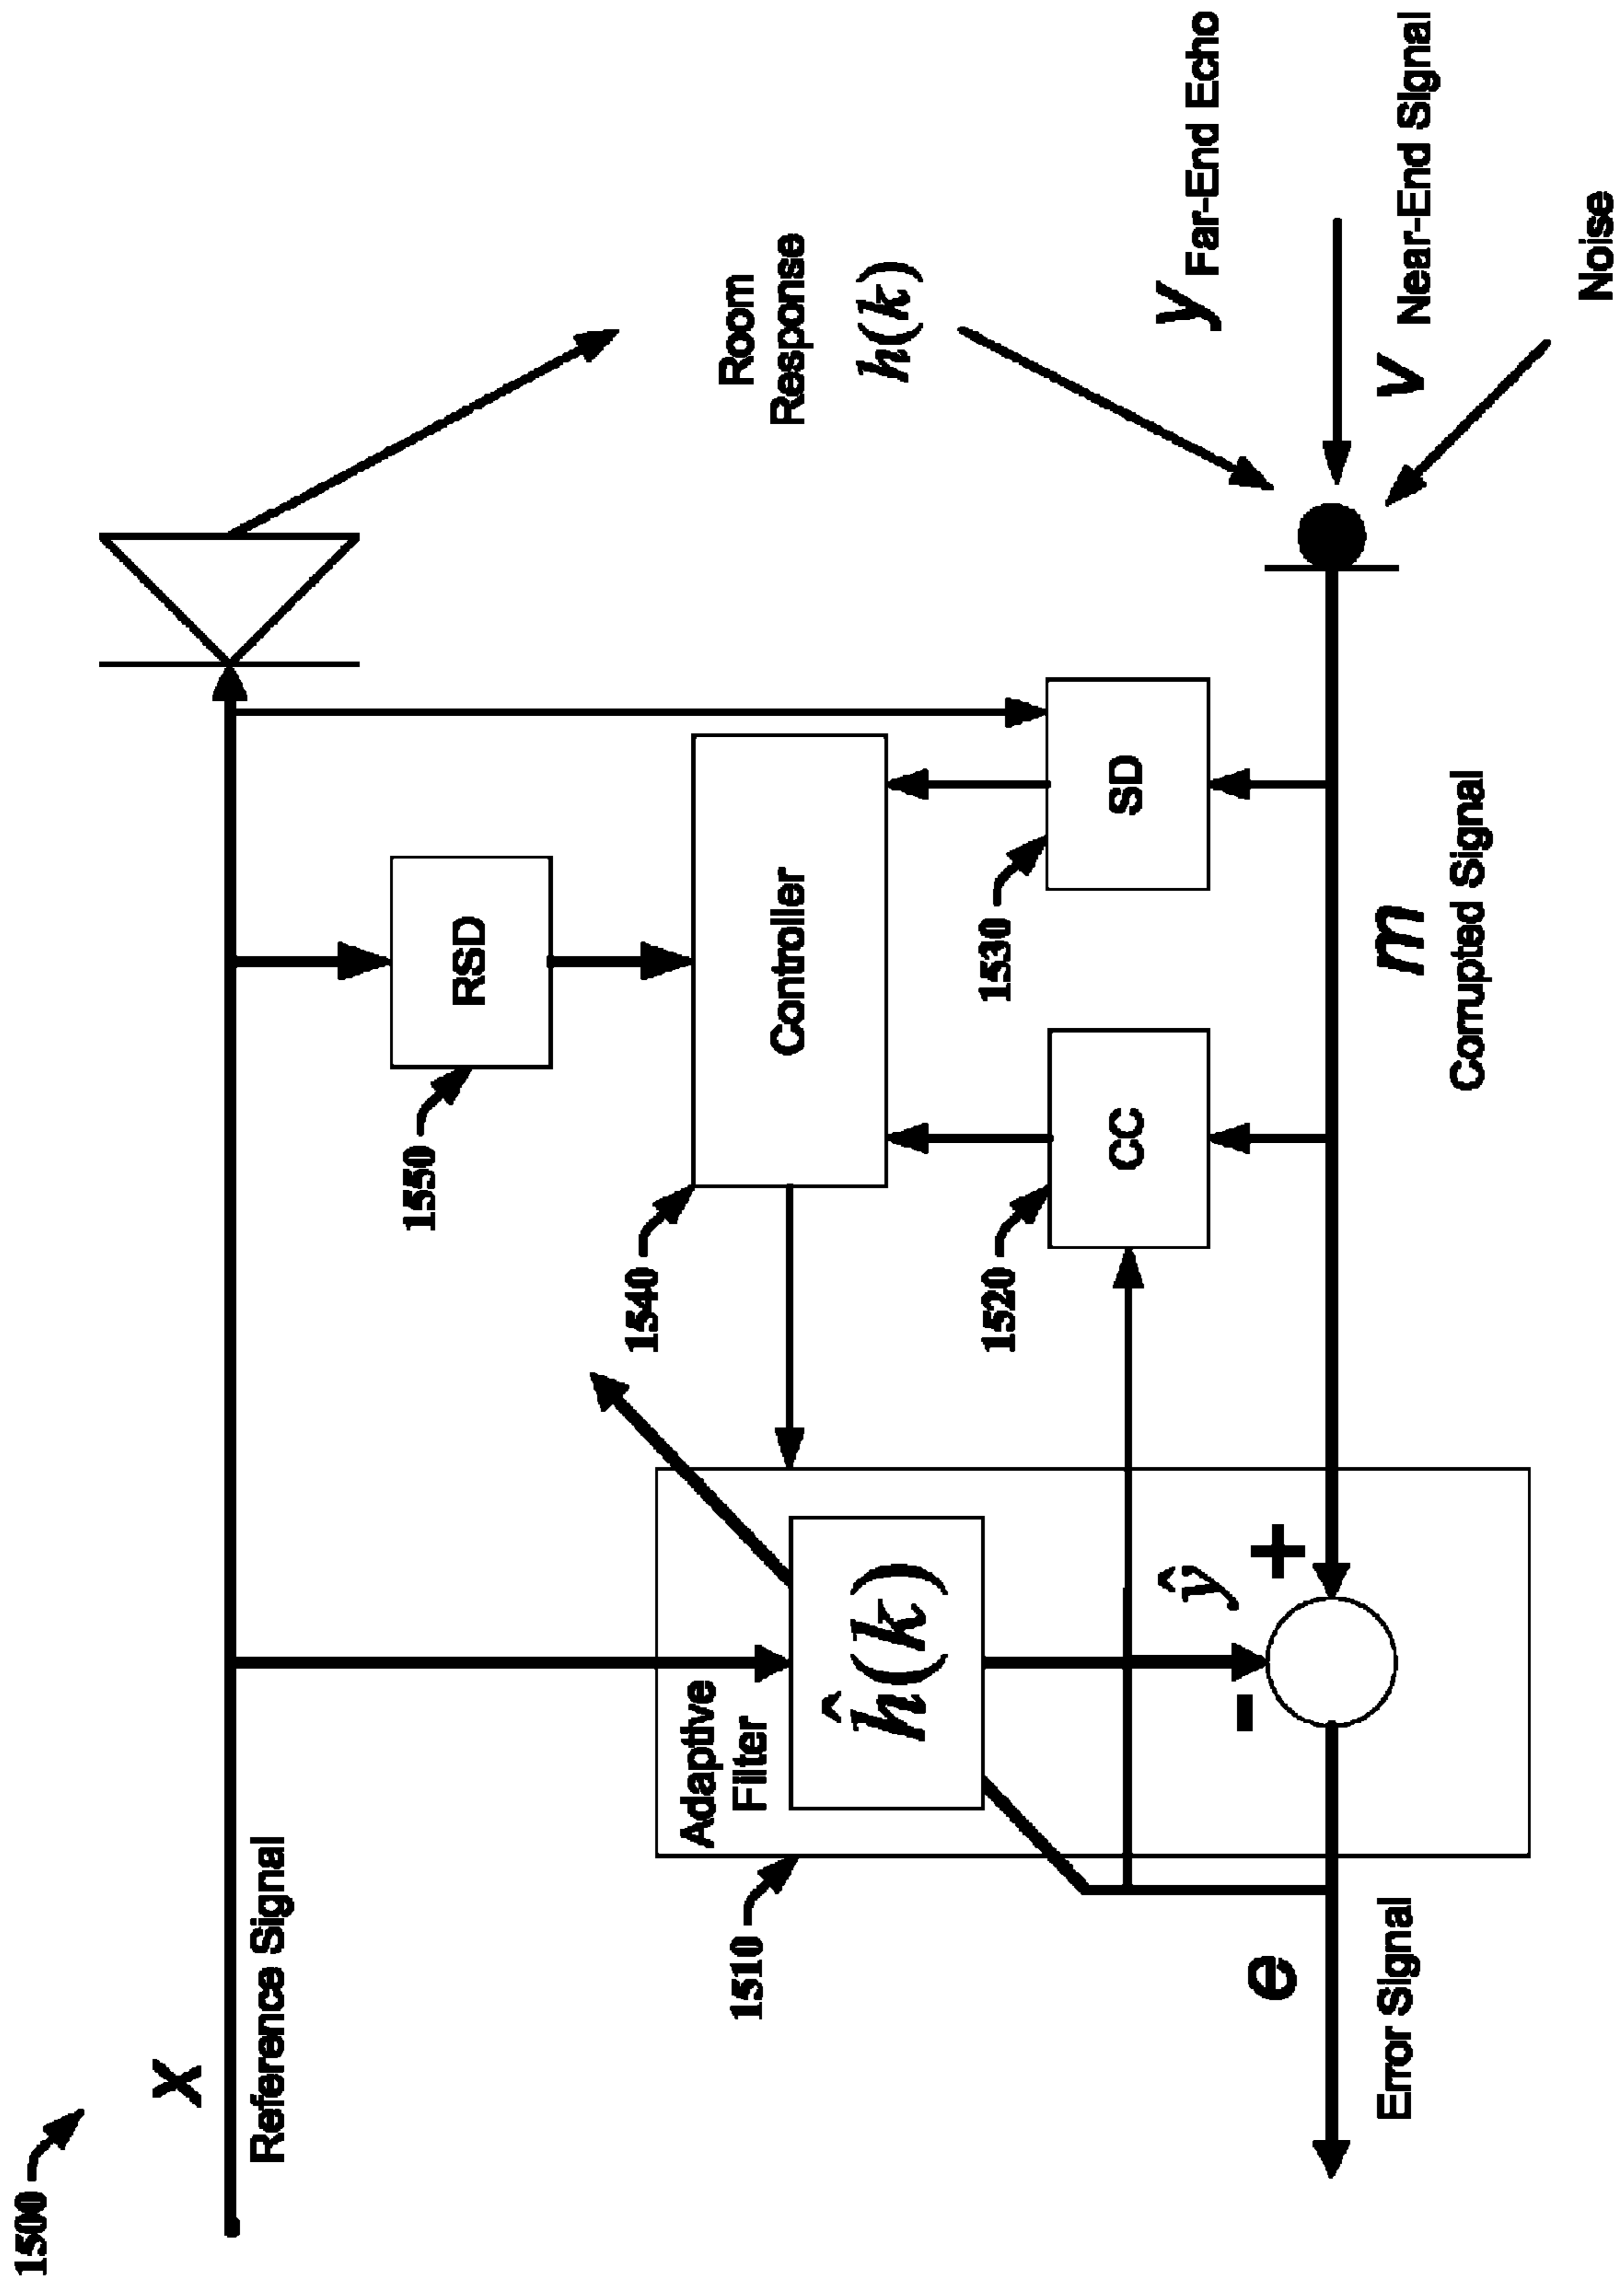 1500
X
Reference Signal
1550
RSD
Room
Response
h(k)
1540
Controller
Adaptive
Filter
ĥ(k)
1510
1520
CC
1530
SD
ŷ
+
-
y Far-End Echo
v Near-End Signal
Noise
m
Corrupted Signal
e
Error Signal